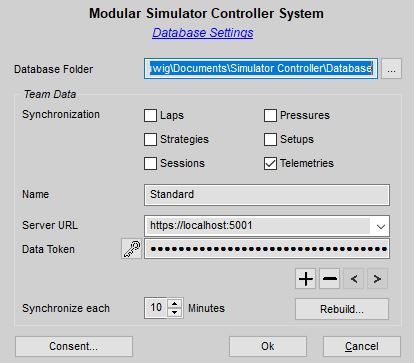 Modular Simulator Controller System
Database Settings
Database Folder wig\Documents\Simulator Controller\Database ...
Team Data
Synchronization Laps Pressures
Strategies Setups
Sessions Telemetries
Name Standard
Server URL https://localhost:5001
Data Token ●●●●●●●●●●●●●●●●●●●●●●●●●●●●●●●●●
+ − < >
Synchronize each 10 Minutes Rebuild...
Consent... Ok Cancel